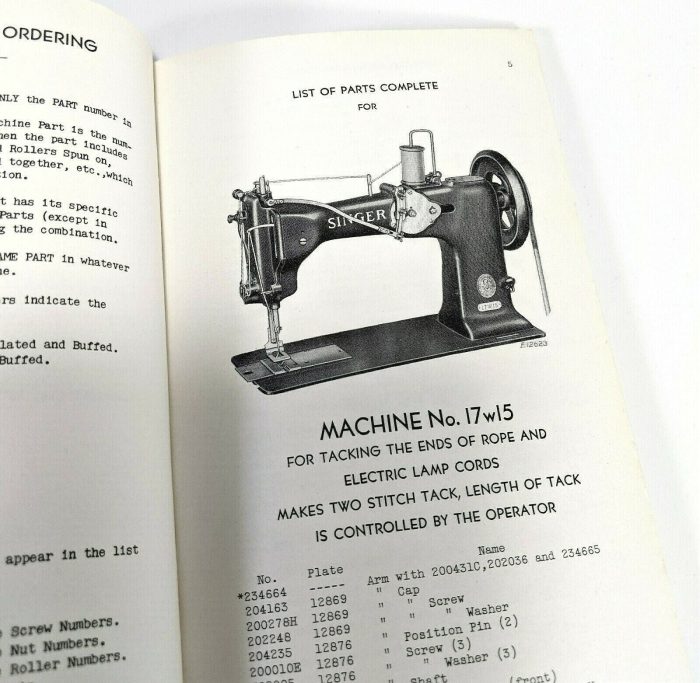 ORDERING
NLY the PART number in
chine Part is the num-
hen the part includes
Rollers Spun on,
together, etc.,which
tion.
t has its specific
Parts (except in
ng the combination.
AME PART in whatever
ers indicate the
lated and Buffed.
Buffed.
appear in the list
Screw Numbers.
Nut Numbers.
Roller Numbers.
5
LIST OF PARTS COMPLETE
FOR
SINGER
17W15
E12623
MACHINE No. 17w15
FOR TACKING THE ENDS OF ROPE AND
ELECTRIC LAMP CORDS
MAKES TWO STITCH TACK, LENGTH OF TACK
IS CONTROLLED BY THE OPERATOR
No. Plate Name
*234664 ----- Arm with 200431C,202036 and 234665
204163 12869 " Cap
200278H 12869 " " Screw
202248 12869 " " " Washer
204235 12876 " Position Pin (2)
200010E 12876 " Screw (3)
12876 " " Washer (3)
" Shaft (front)